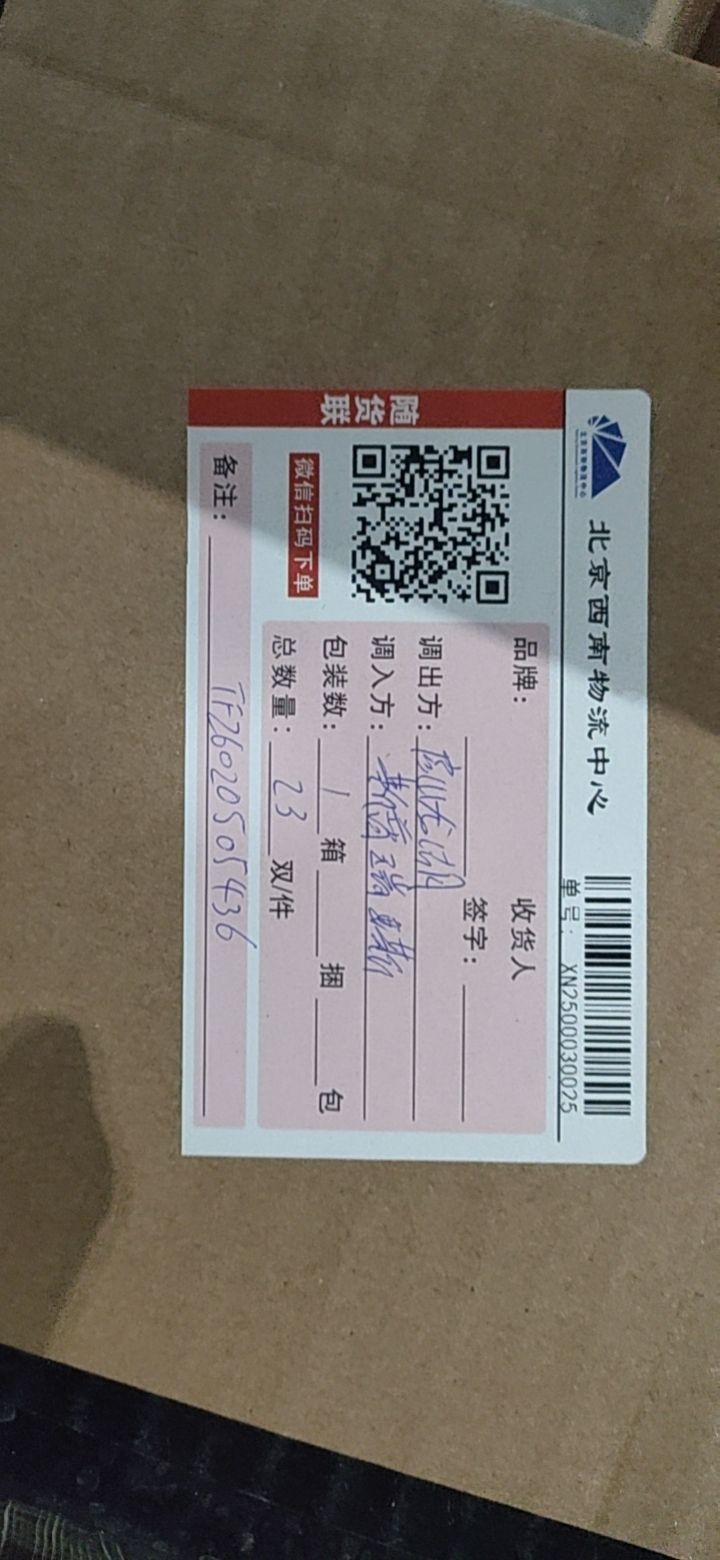 北京西南物流中心
单号: XN2500030025
随货联
微信扫码下单
品牌:
收货人
签字:
调出方:
调入方:
包装数: 1 箱 捆 包
总数量: 23 双/件
备注: TF26020505436